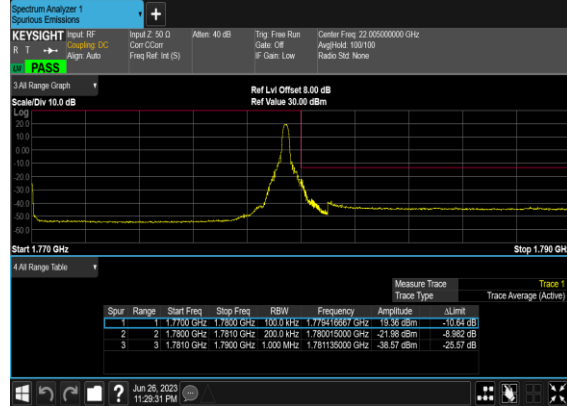 Spectrum Analyzer 1
Spurious Emissions
+
KEYSIGHT Input: RF Input Z: 50 Ω Atten: 40 dB Trig: Free Run Center Freq: 22.005000000 GHz
R T Coupling: DC Corr CCorr Gate: Off Avg|Hold: 100/100
Align: Auto Freq Ref: Int (S) IF Gain: Low Radio Std: None
PASS
3 All Range Graph
Ref Lvl Offset 8.00 dB
Scale/Div 10.0 dB Ref Value 30.00 dBm
Log
20.0
10.0
0.00
-10.0
-20.0
-30.0
-40.0
-50.0
-60.0
Start 1.770 GHz Stop 1.790 GHz
4 All Range Table
Measure Trace Trace 1
Trace Type Trace Average (Active)
Spur Range Start Freq Stop Freq RBW Frequency Amplitude ΔLimit
1 1 1.7700 GHz 1.7800 GHz 100.0 kHz 1.779416667 GHz 19.36 dBm -10.64 dB
2 2 1.7800 GHz 1.7810 GHz 200.0 kHz 1.780015000 GHz -21.98 dBm -8.982 dB
3 3 1.7810 GHz 1.7900 GHz 1.000 MHz 1.781135000 GHz -38.57 dBm -25.57 dB
? Jun 26, 2023
11:29:31 PM